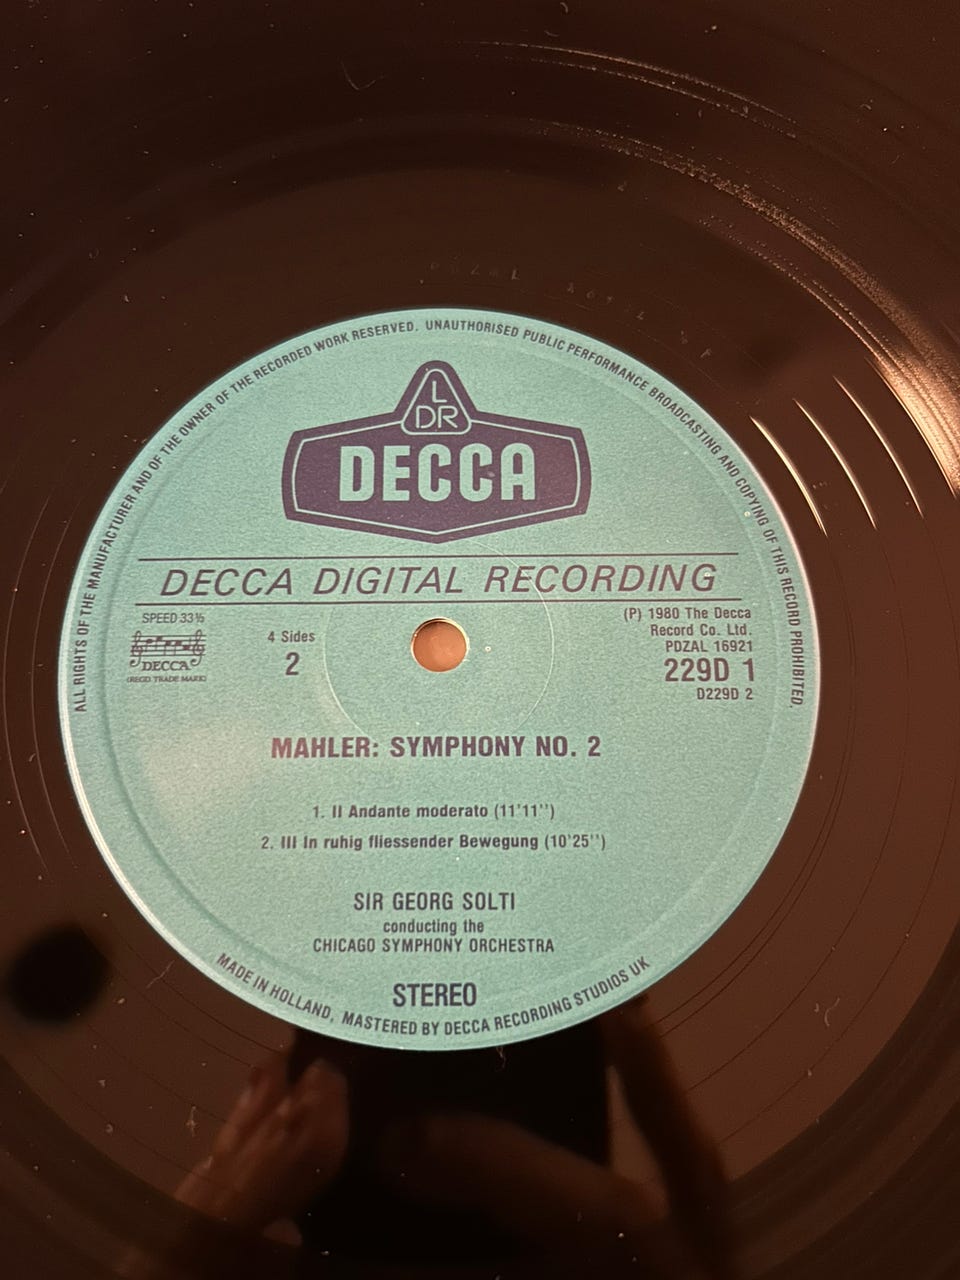 ALL RIGHTS OF THE MANUFACTURER AND OF THE OWNER OF THE RECORDED WORK RESERVED. UNAUTHORISED PUBLIC PERFORMANCE BROADCASTING AND COPYING OF THIS RECORD PROHIBITED.
L
DR
DECCA
DECCA DIGITAL RECORDING
SPEED 33⅓
DECCA
(REGD. TRADE MARK)
4 Sides
2
(P) 1980 The Decca
Record Co. Ltd.
PDZAL 16921
229D 1
D229D 2
MAHLER: SYMPHONY NO. 2
1. II Andante moderato (11'11'')
2. III In ruhig fliessender Bewegung (10'25'')
SIR GEORG SOLTI
conducting the
CHICAGO SYMPHONY ORCHESTRA
STEREO
MADE IN HOLLAND, MASTERED BY DECCA RECORDING STUDIOS UK